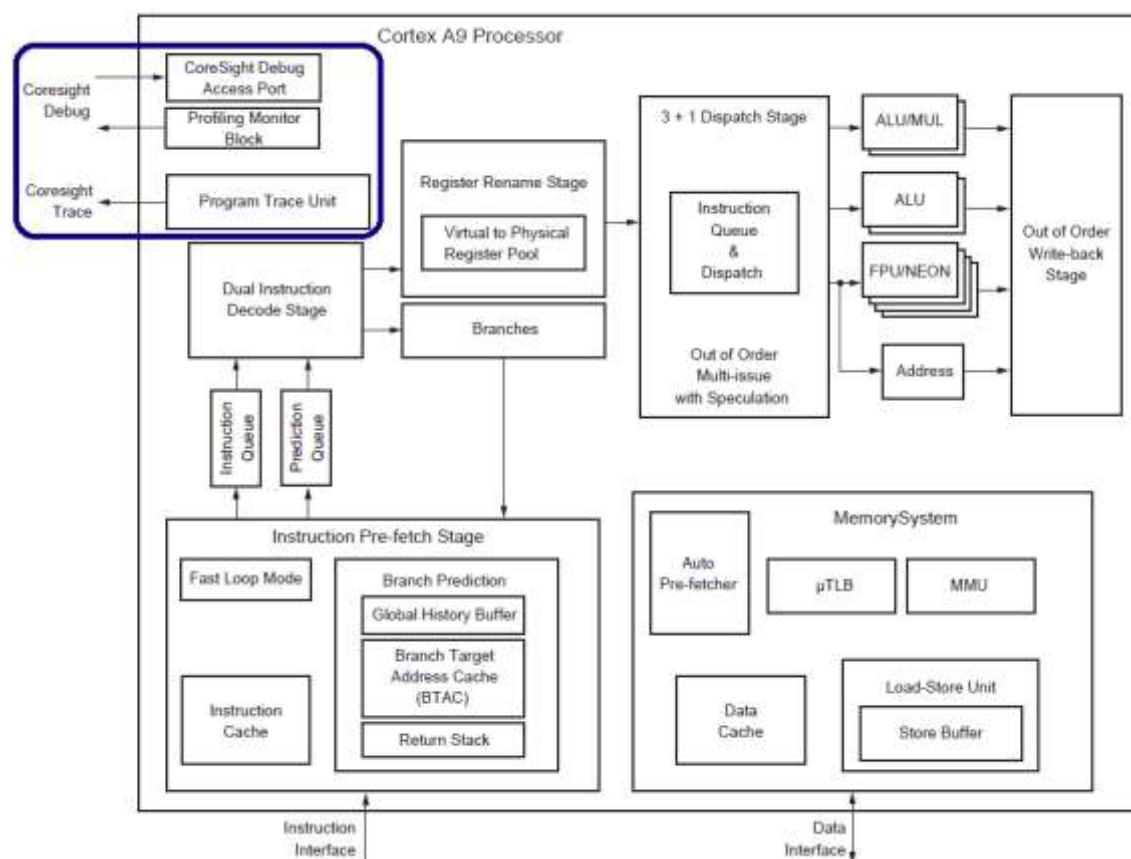 Cortex A9 Processor
Coresight
Debug
CoreSight Debug
Access Port
Profiling Monitor
Block
Coresight
Trace
Program Trace Unit
Dual Instruction
Decode Stage
Register Rename Stage
Virtual to Physical
Register Pool
Branches
3 + 1 Dispatch Stage
Instruction
Queue
&
Dispatch
Out of Order
Multi-issue
with Speculation
ALU/MUL
ALU
FPU/NEON
Address
Out of Order
Write-back
Stage
Instruction
Queue
Prediction
Queue
Instruction Pre-fetch Stage
Fast Loop Mode
Instruction
Cache
Branch Prediction
Global History Buffer
Branch Target
Address Cache
(BTAC)
Return Stack
MemorySystem
Auto
Pre-fetcher
µTLB
MMU
Data
Cache
Load-Store Unit
Store Buffer
Instruction
Interface
Data
Interface